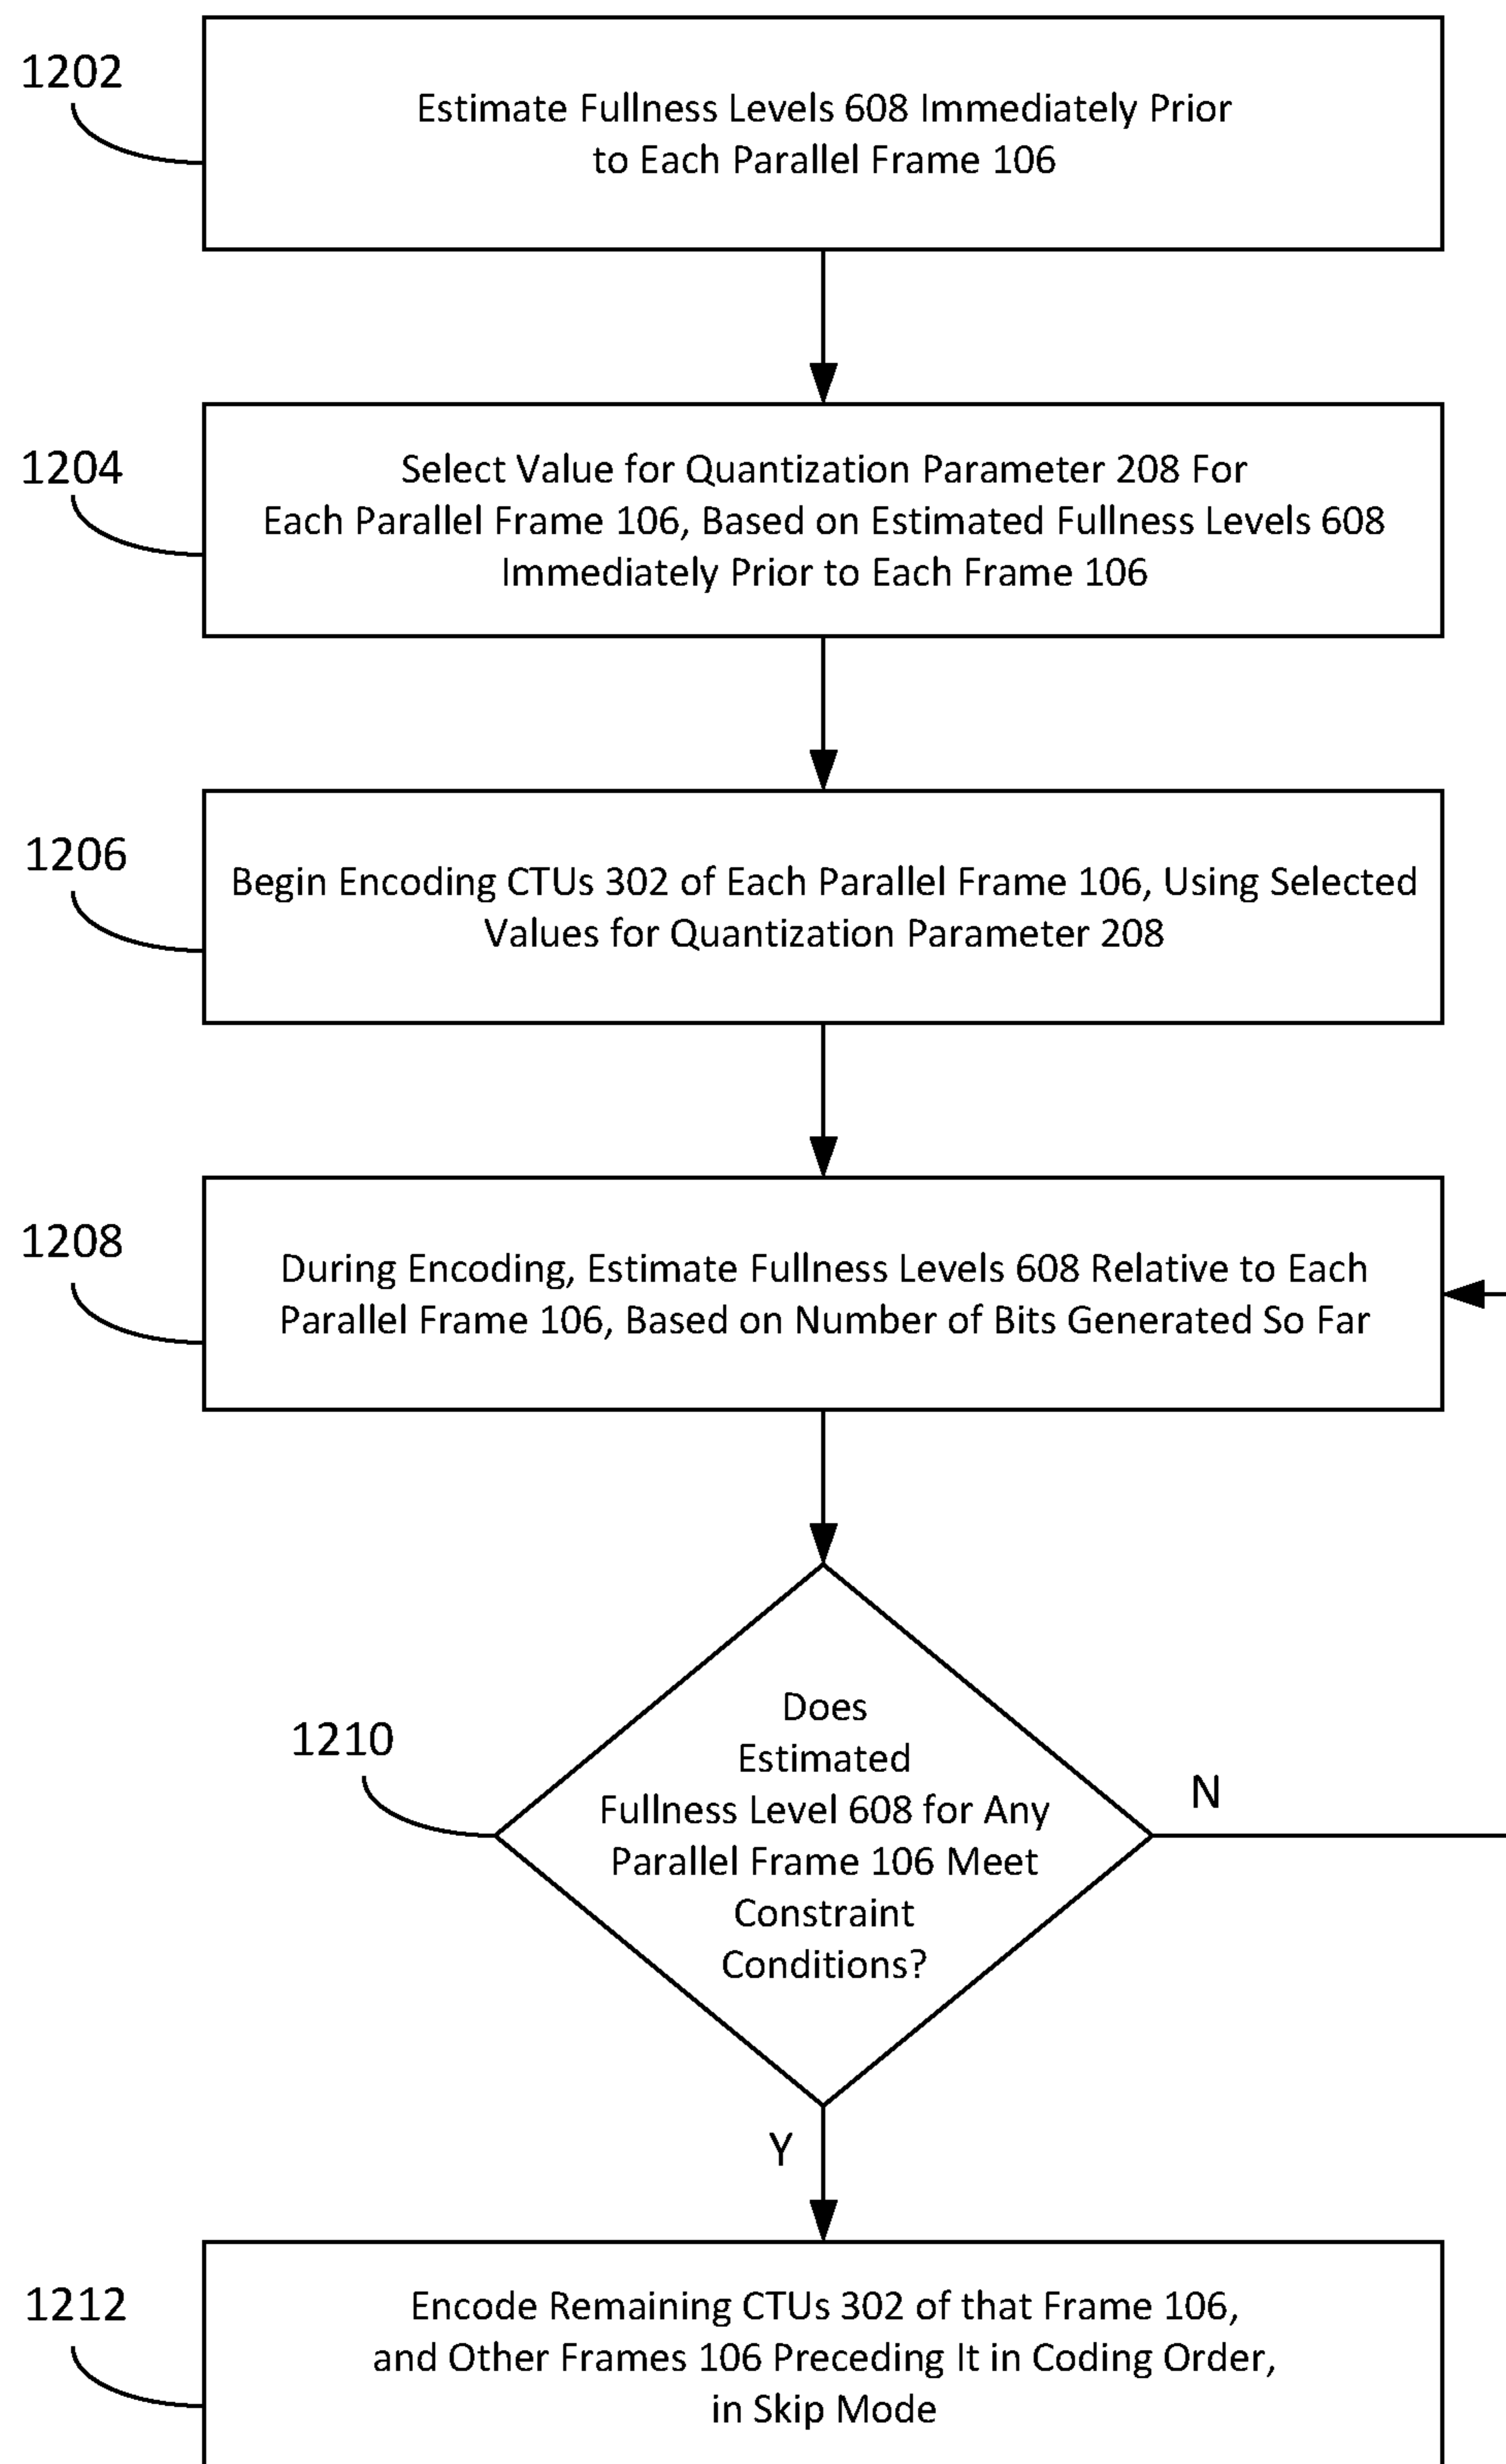 1202
Estimate Fullness Levels 608 Immediately Prior
to Each Parallel Frame 106
1204
Select Value for Quantization Parameter 208 For
Each Parallel Frame 106, Based on Estimated Fullness Levels 608
Immediately Prior to Each Frame 106
1206
Begin Encoding CTUs 302 of Each Parallel Frame 106, Using Selected
Values for Quantization Parameter 208
1208
During Encoding, Estimate Fullness Levels 608 Relative to Each
Parallel Frame 106, Based on Number of Bits Generated So Far
1210
Does
Estimated
Fullness Level 608 for Any
Parallel Frame 106 Meet
Constraint
Conditions?
N
Y
1212
Encode Remaining CTUs 302 of that Frame 106,
and Other Frames 106 Preceding It in Coding Order,
in Skip Mode